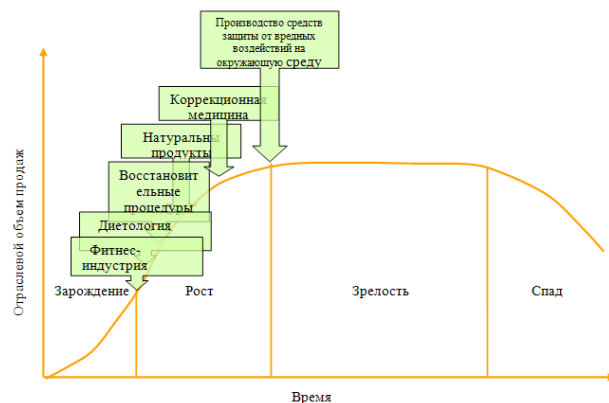 Производство средств
защиты от вредных
воздействий на
окружающую среду
Коррекционная
медицина
Натуральны
продукты
Восстановит
ельные
процедуры
Диетология
Фитнес-
индустрия
Отраслевой объем продаж
Зарождение
Рост
Зрелость
Спад
Время